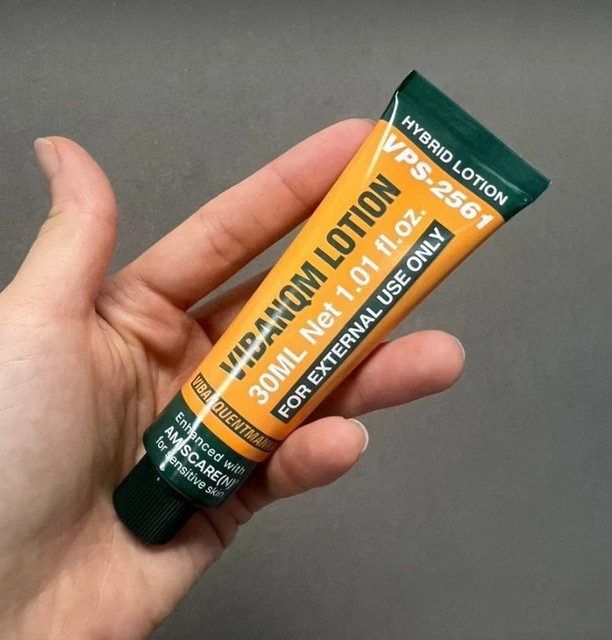 HYBRID LOTION
VPS-2561
VIBANQM LOTION
30ML Net 1.01 fl.oz.
FOR EXTERNAL USE ONLY
Enhanced with
for sensitive skin